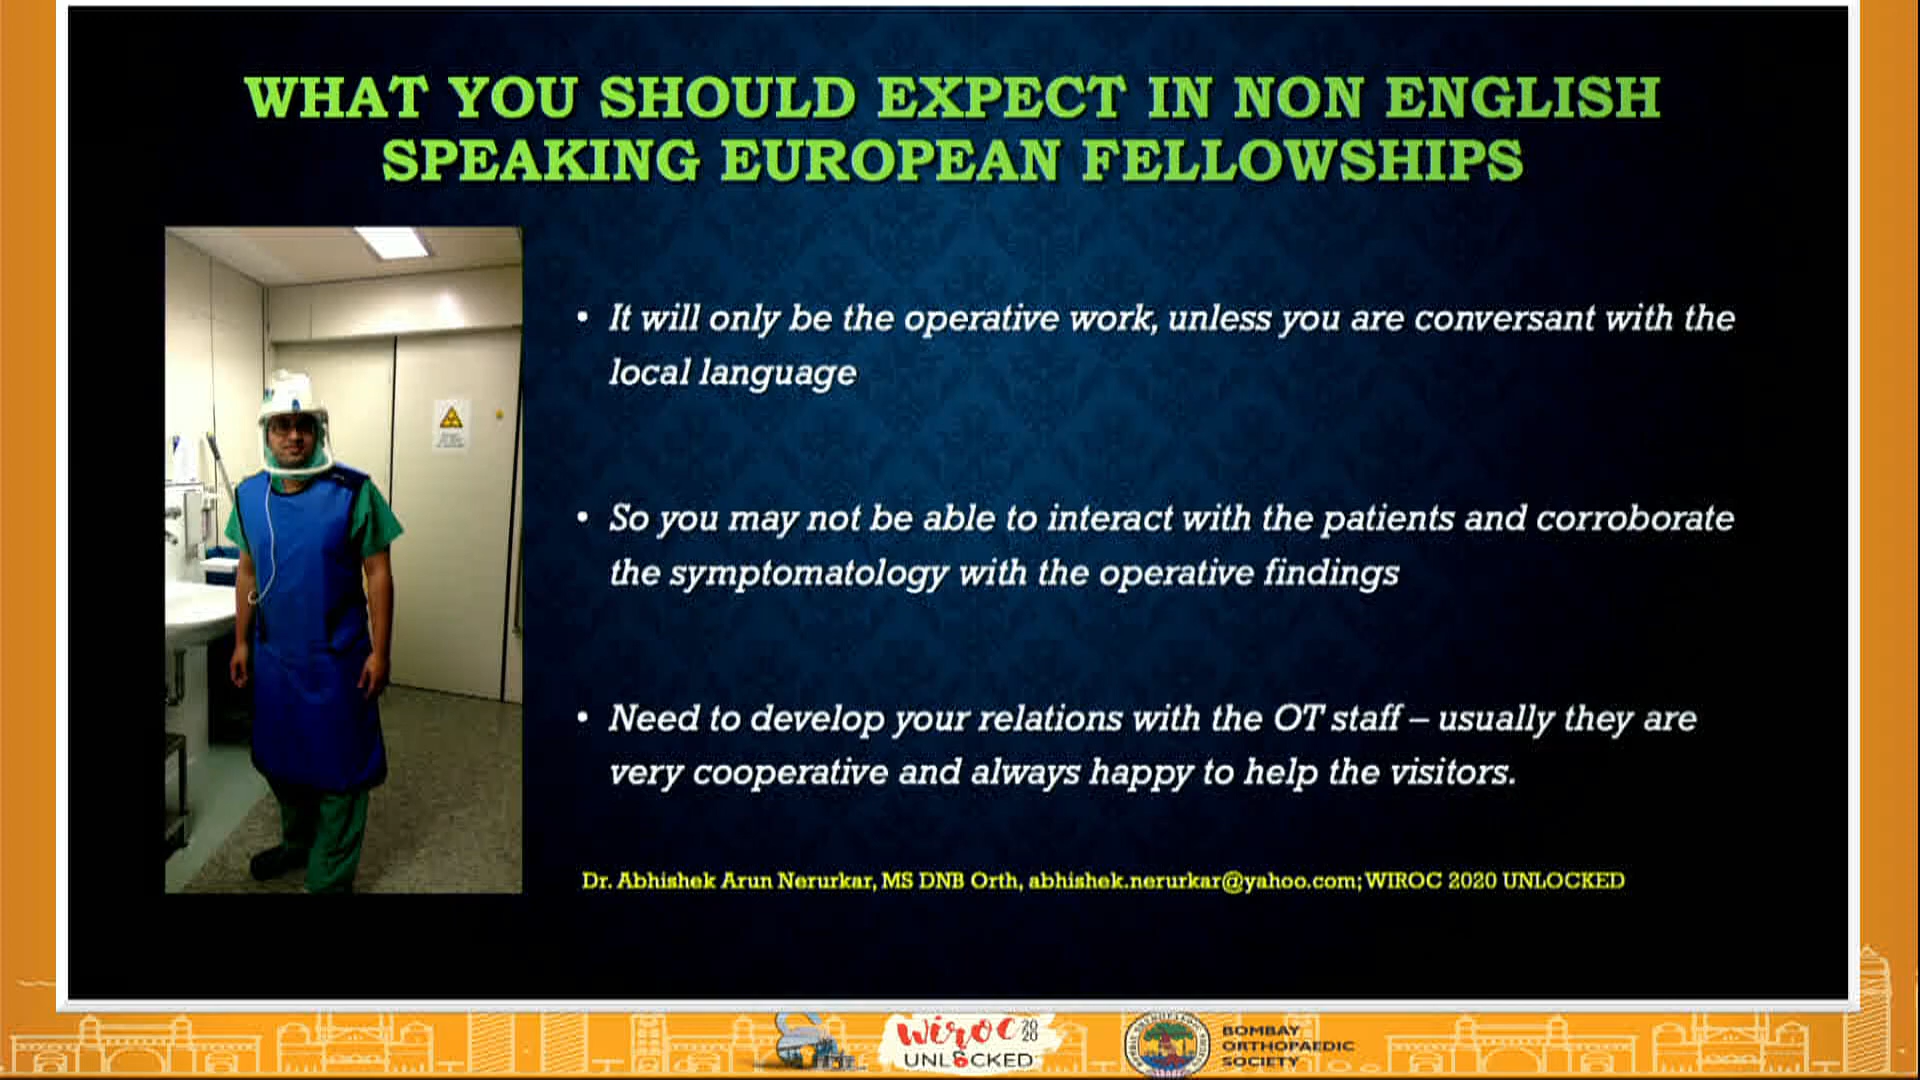 WHAT YOU SHOULD EXPECT IN NON ENGLISH
SPEAKING EUROPEAN FELLOWSHIPS
• It will only be the operative work, unless you are conversant with the
local language
• So you may not be able to interact with the patients and corroborate
the symptomatology with the operative findings
• Need to develop your relations with the OT staff – usually they are
very cooperative and always happy to help the visitors.
Dr. Abhishek Arun Nerurkar, MS DNB Orth, abhishek.nerurkar@yahoo.com; WIROC 2020 UNLOCKED
WiROC 2020
UNLOCKED
BOMBAY
ORTHOPAEDIC
SOCIETY